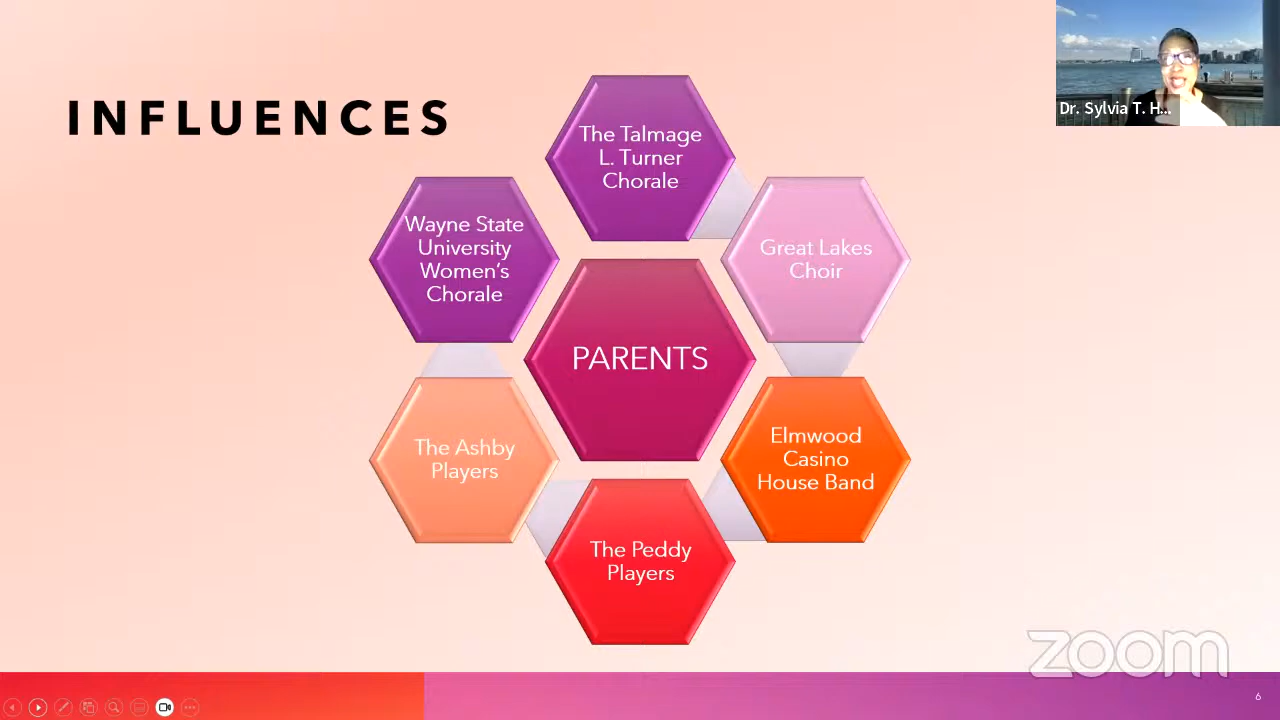 INFLUENCES
Dr. Sylvia T. H...
The Talmage
L. Turner
Chorale
Wayne State
University
Women's
Chorale
Great Lakes
Choir
PARENTS
The Ashby
Players
Elmwood
Casino
House Band
The Peddy
Players
zoom
6